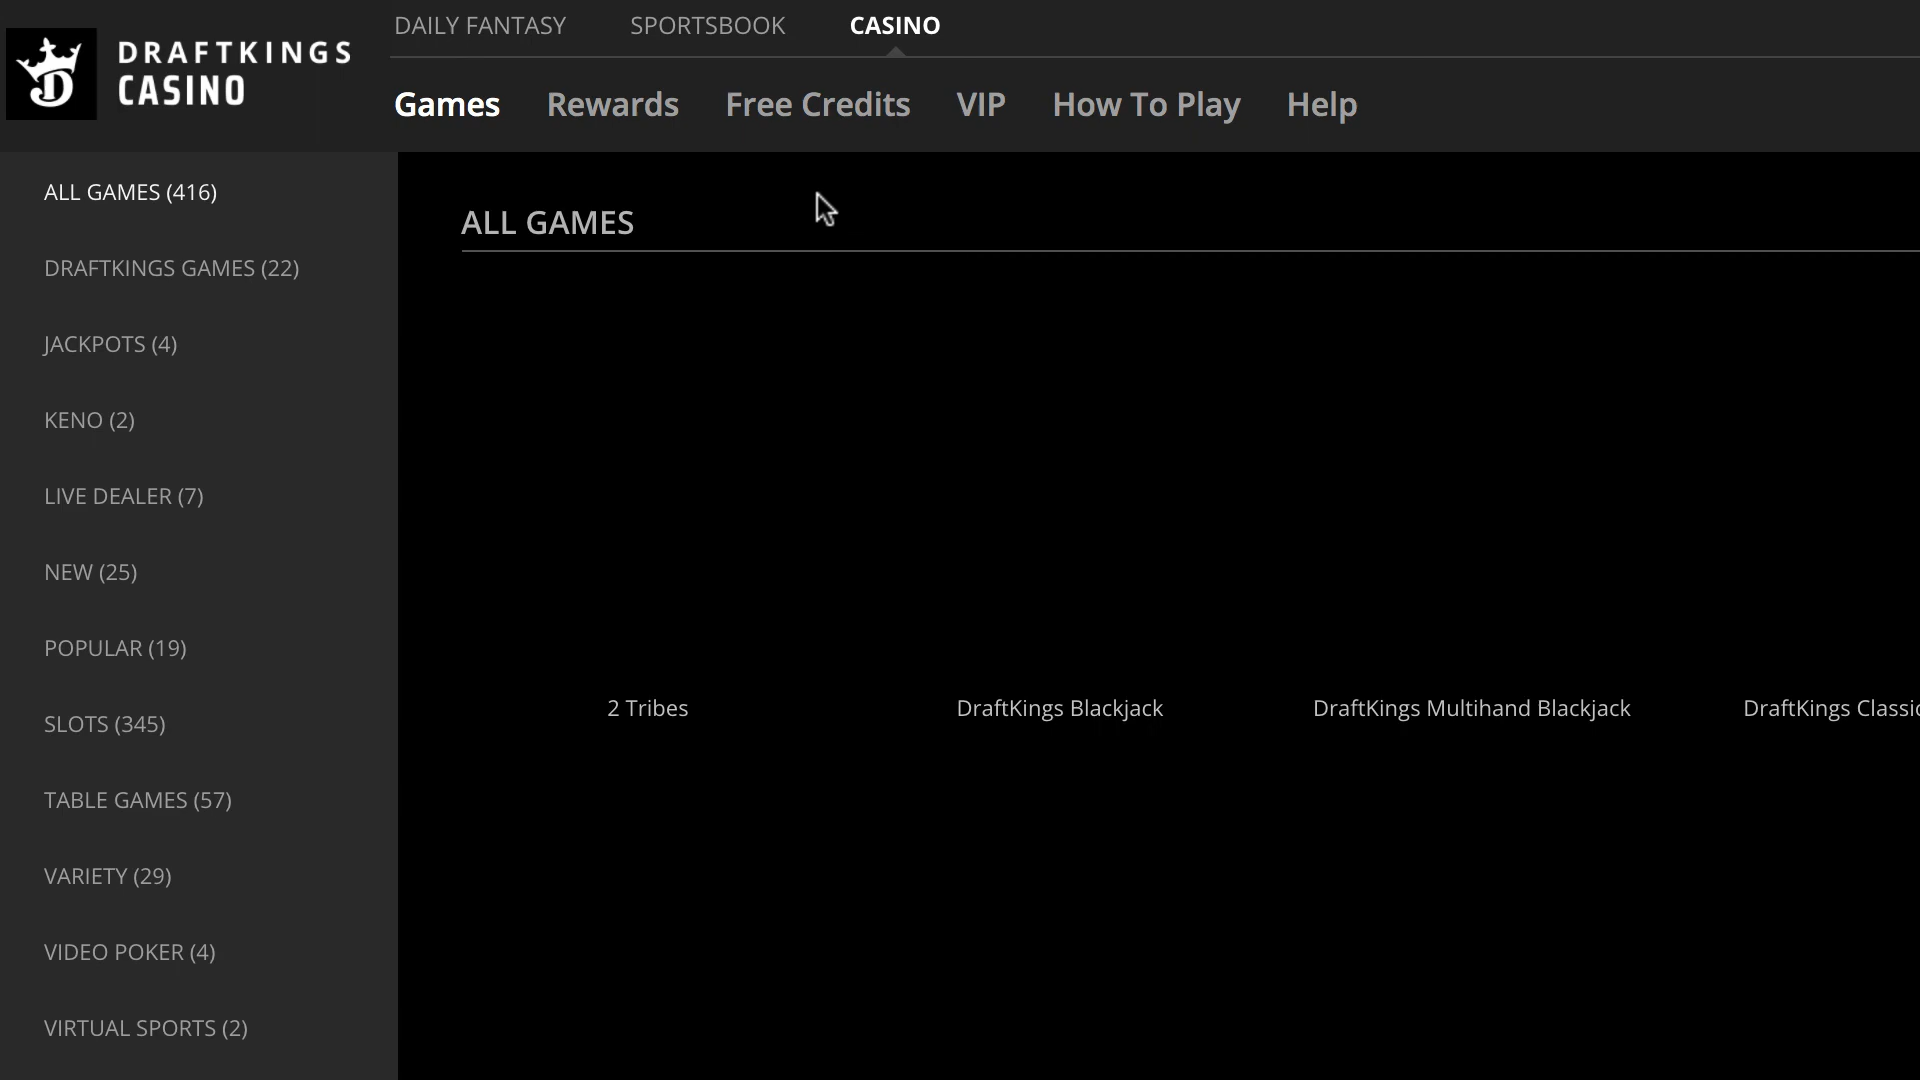 DAILY FANTASY SPORTSBOOK CASINO
DRAFTKINGS
CASINO
Games Rewards Free Credits VIP How To Play Help
ALL GAMES (416)
DRAFTKINGS GAMES (22)
JACKPOTS (4)
KENO (2)
LIVE DEALER (7)
NEW (25)
POPULAR (19)
SLOTS (345)
TABLE GAMES (57)
VARIETY (29)
VIDEO POKER (4)
VIRTUAL SPORTS (2)
ALL GAMES
2 Tribes
DraftKings Blackjack
DraftKings Multihand Blackjack
DraftKings Classic